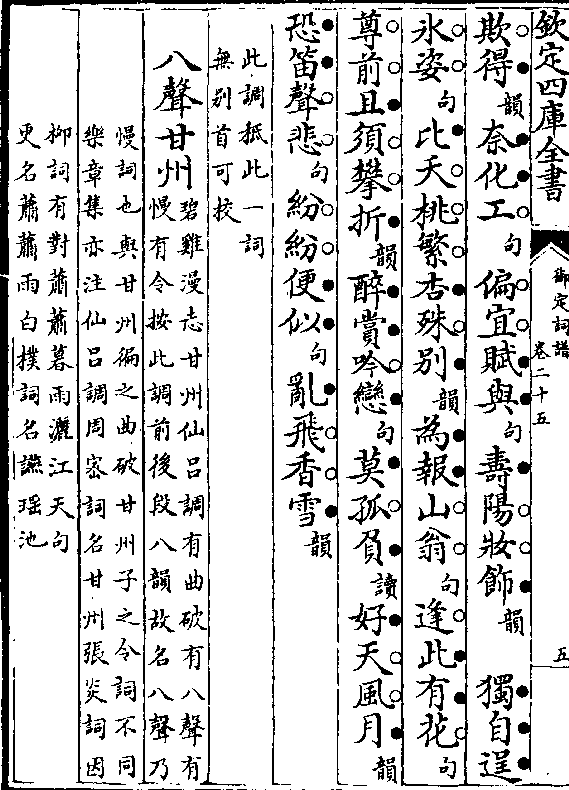 欽定四庫全書
御定詞譜
卷二十五
五
欺得韻柰化工句偏宜賦與句壽陽妝飾韻　獨自逞
氷姿句比夭桃繁杏殊别韻為報山翁句逢此有花句
尊前且須攀折韻醉賞吟戀句莫孤負讀好天風月韻
恐笛聲悲句紛紛便似句亂飛香雪韻
此調祗此一詞
無别首可校
八聲甘州
碧雞漫志甘州仙吕調有曲破有八聲有
慢有令按此調前後段八韻故名八聲乃
慢詞也與甘州徧之曲破甘州子之令詞不同
樂章集亦注仙吕調周密詞名甘州張炎詞因
栁詞有對蕭蕭暮雨灑江天句
更名蕭蕭雨白樸詞名讌瑶池